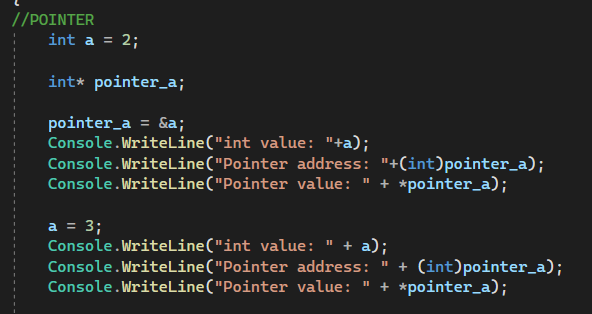 {
//POINTER
int a = 2;
int* pointer_a;
pointer_a = &a;
Console.WriteLine("int value: "+a);
Console.WriteLine("Pointer address: "+(int)pointer_a);
Console.WriteLine("Pointer value: " + *pointer_a);
a = 3;
Console.WriteLine("int value: " + a);
Console.WriteLine("Pointer address: " + (int)pointer_a);
Console.WriteLine("Pointer value: " + *pointer_a);